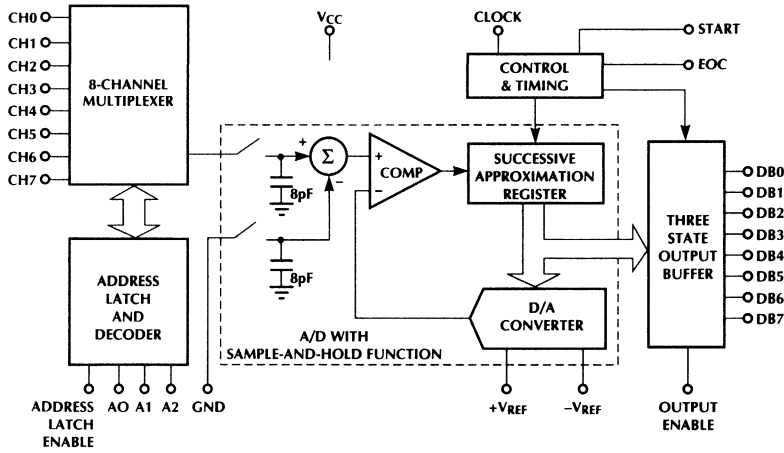 CH0
CH1
CH2
CH3
CH4
CH5
CH6
CH7
8-CHANNEL
MULTIPLEXER
VCC
CLOCK
START
EOC
CONTROL
& TIMING
+
Σ
−
8pF
8pF
+
−
COMP
SUCCESSIVE
APPROXIMATION
REGISTER
THREE
STATE
OUTPUT
BUFFER
DB0
DB1
DB2
DB3
DB4
DB5
DB6
DB7
ADDRESS
LATCH
AND
DECODER
D/A
CONVERTER
A/D WITH
SAMPLE-AND-HOLD FUNCTION
ADDRESS
LATCH
ENABLE
AO
A1
A2
GND
+VREF
−VREF
OUTPUT
ENABLE